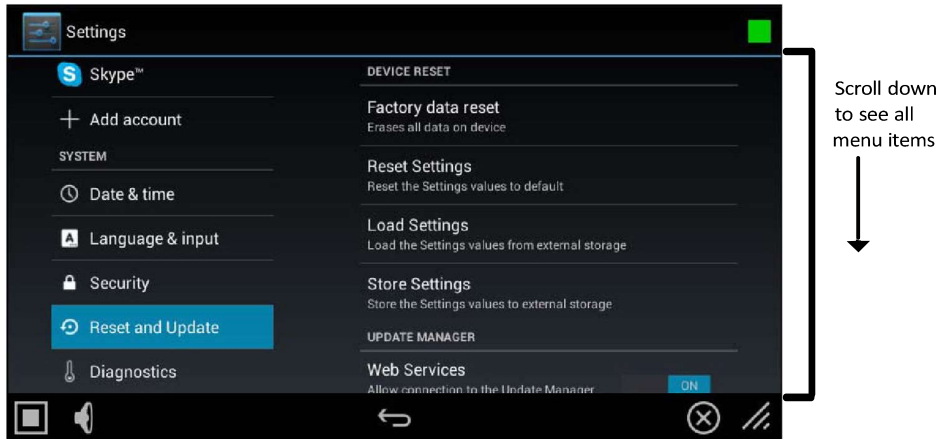 Settings
Skype™
Add account
SYSTEM
Date & time
A
Language & input
Security
Reset and Update
Diagnostics
DEVICE RESET
Factory data reset
Erases all data on device
Reset Settings
Reset the Settings values to default
Load Settings
Load the Settings values from external storage
Store Settings
Store the Settings values to external storage
UPDATE MANAGER
Web Services
Allow connection to the Update Manager
ON
Scroll down
to see all
menu items